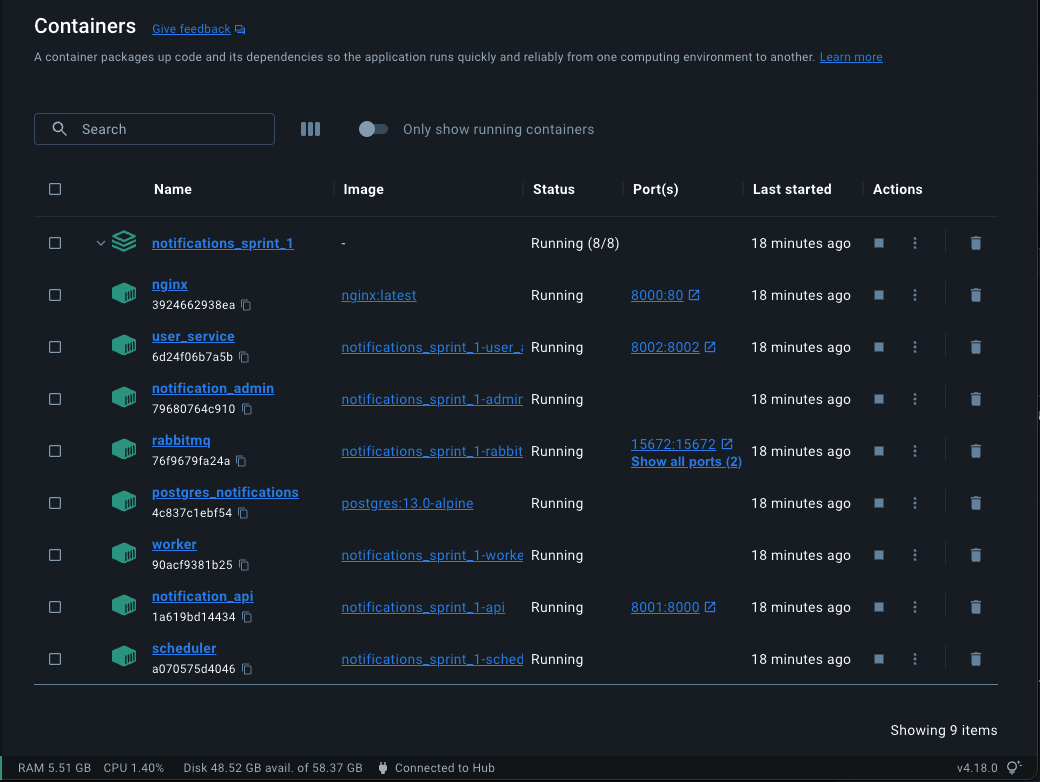 Containers Give feedback
A container packages up code and its dependencies so the application runs quickly and reliably from one computing environment to another. Learn more
Search Only show running containers
Name Image Status Port(s) Last started Actions
notifications_sprint_1 - Running (8/8) 18 minutes ago
nginx
3924662938ea nginx:latest Running 8000:80 18 minutes ago
user_service
6d24f06b7a5b notifications_sprint_1-user_a Running 8002:8002 18 minutes ago
notification_admin
79680764c910 notifications_sprint_1-admin Running 18 minutes ago
rabbitmq
76f9679fa24a notifications_sprint_1-rabbit Running 15672:15672 18 minutes ago
Show all ports (2)
postgres_notifications
4c837c1ebf54 postgres:13.0-alpine Running 18 minutes ago
worker
90acf9381b25 notifications_sprint_1-worke Running 18 minutes ago
notification_api
1a619bd14434 notifications_sprint_1-api Running 8001:8000 18 minutes ago
scheduler
a070575d4046 notifications_sprint_1-sched Running 18 minutes ago
Showing 9 items
RAM 5.51 GB CPU 1.40% Disk 48.52 GB avail. of 58.37 GB Connected to Hub v4.18.0